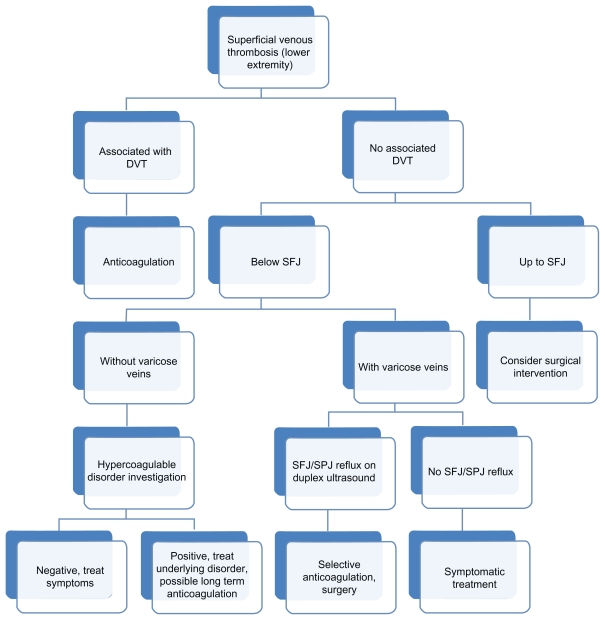 Superficial venous
thrombosis (lower
extremity)
Associated with
DVT
No associated
DVT
Anticoagulation
Below SFJ
Up to SFJ
Without varicose
veins
With varicose veins
Consider surgical
intervention
Hypercoagulable
disorder investigation
SFJ/SPJ reflux on
duplex ultrasound
No SFJ/SPJ reflux
Negative, treat
symptoms
Positive, treat
underlying disorder,
possible long term
anticoagulation
Selective
anticoagulation,
surgery
Symptomatic
treatment